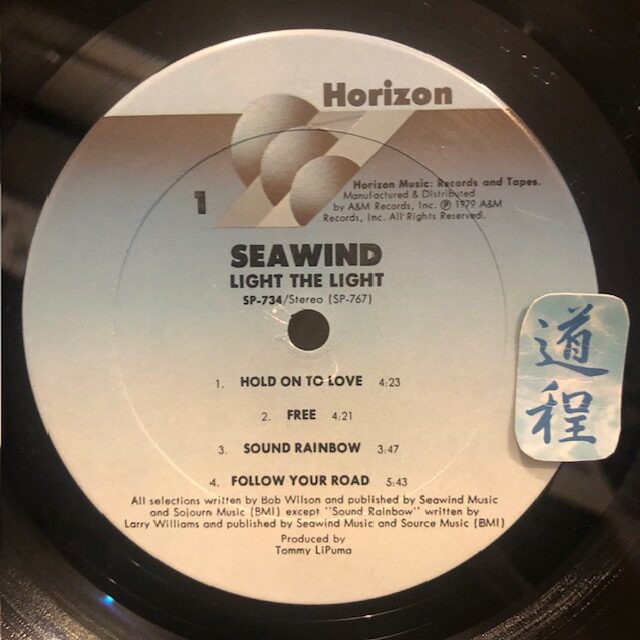 Horizon
1
Horizon Music: Records and Tapes.
Manufactured & Distributed
by A&M Records, Inc. ℗ 1979 A&M
Records, Inc. All Rights Reserved.
SEAWIND
LIGHT THE LIGHT
SP-734/Stereo (SP-767)
1. HOLD ON TO LOVE 4:23
2. FREE 4:21
3. SOUND RAINBOW 3:47
4. FOLLOW YOUR ROAD 5:43
All selections written by Bob Wilson and published by Seawind Music
and Sojourn Music (BMI) except "Sound Rainbow" written by
Larry Williams and published by Seawind Music and Source Music (BMI)
Produced by
Tommy LiPuma
道程